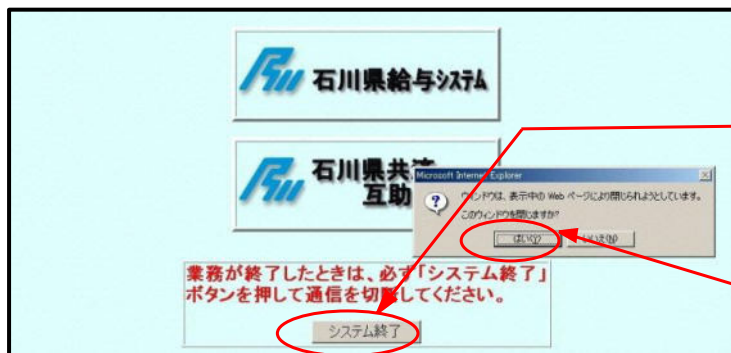 石川県給与システム
石川県共済
互助
Microsoft Internet Explorer
ウィンドウは、表示中の Web ページにより閉じられようとしています。
このウィンドウを閉じますか?
はい(Y)
いいえ(N)
業務が終了したときは、必ず「システム終了」
ボタンを押して通信を切断してください。
システム終了